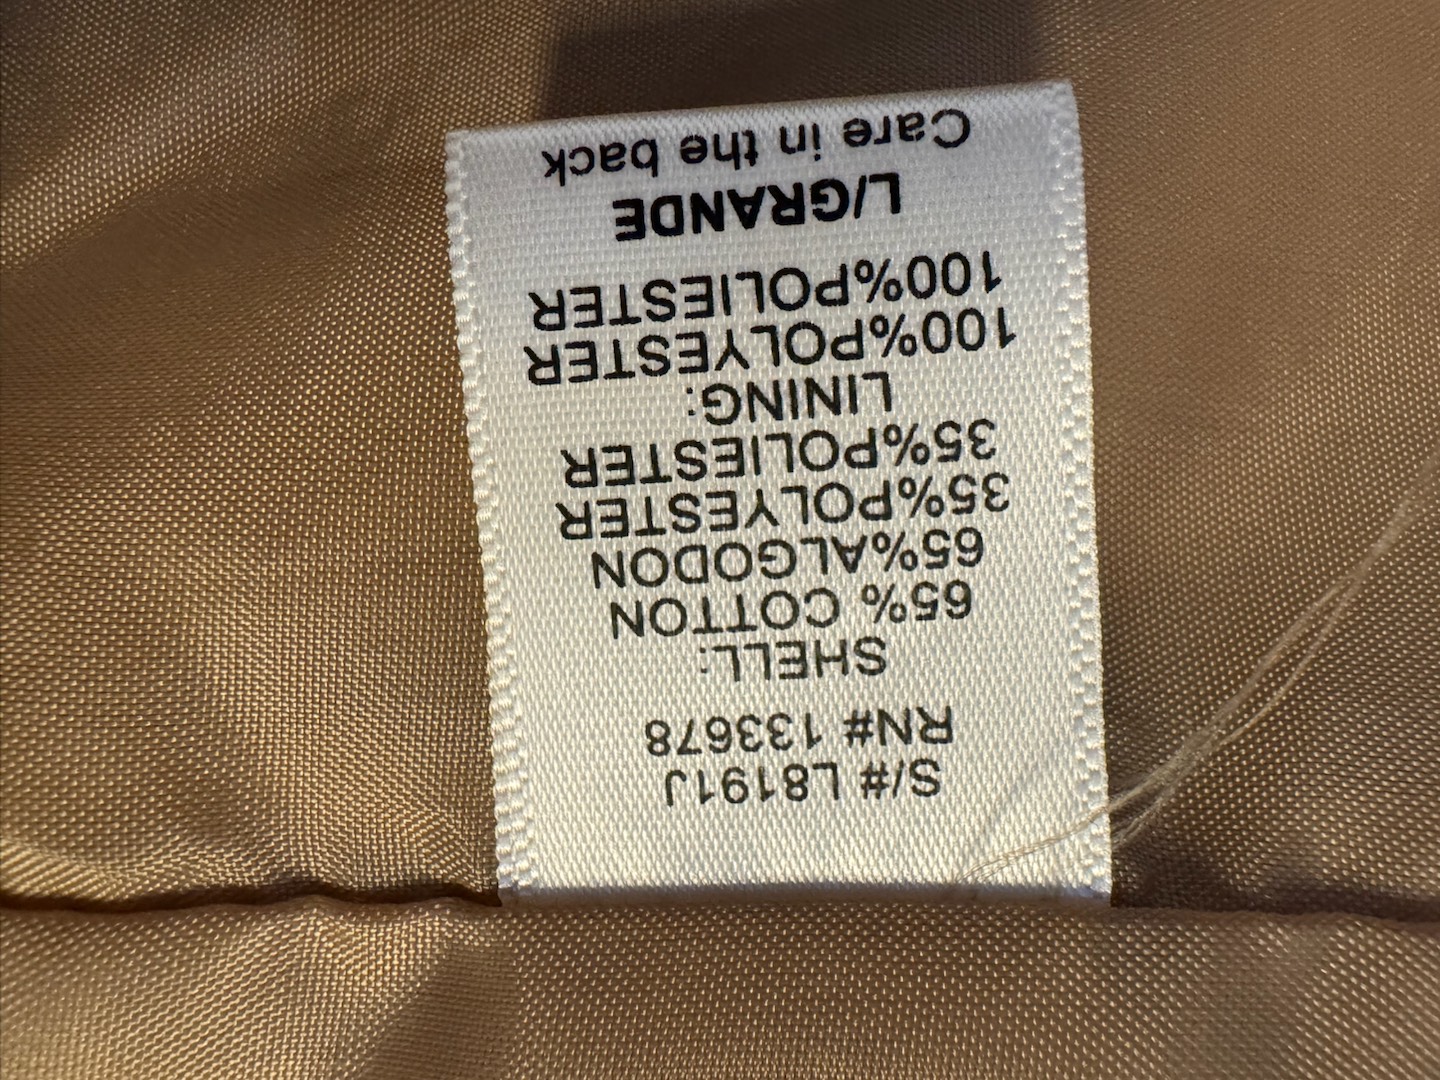 S/# L8191J
RN# 133678
SHELL:
65% COTTON
65%ALGODON
35%POLYESTER
35%POLIESTER
LINING:
100%POLYESTER
100%POLIESTER
L/GRANDE
Care in the back